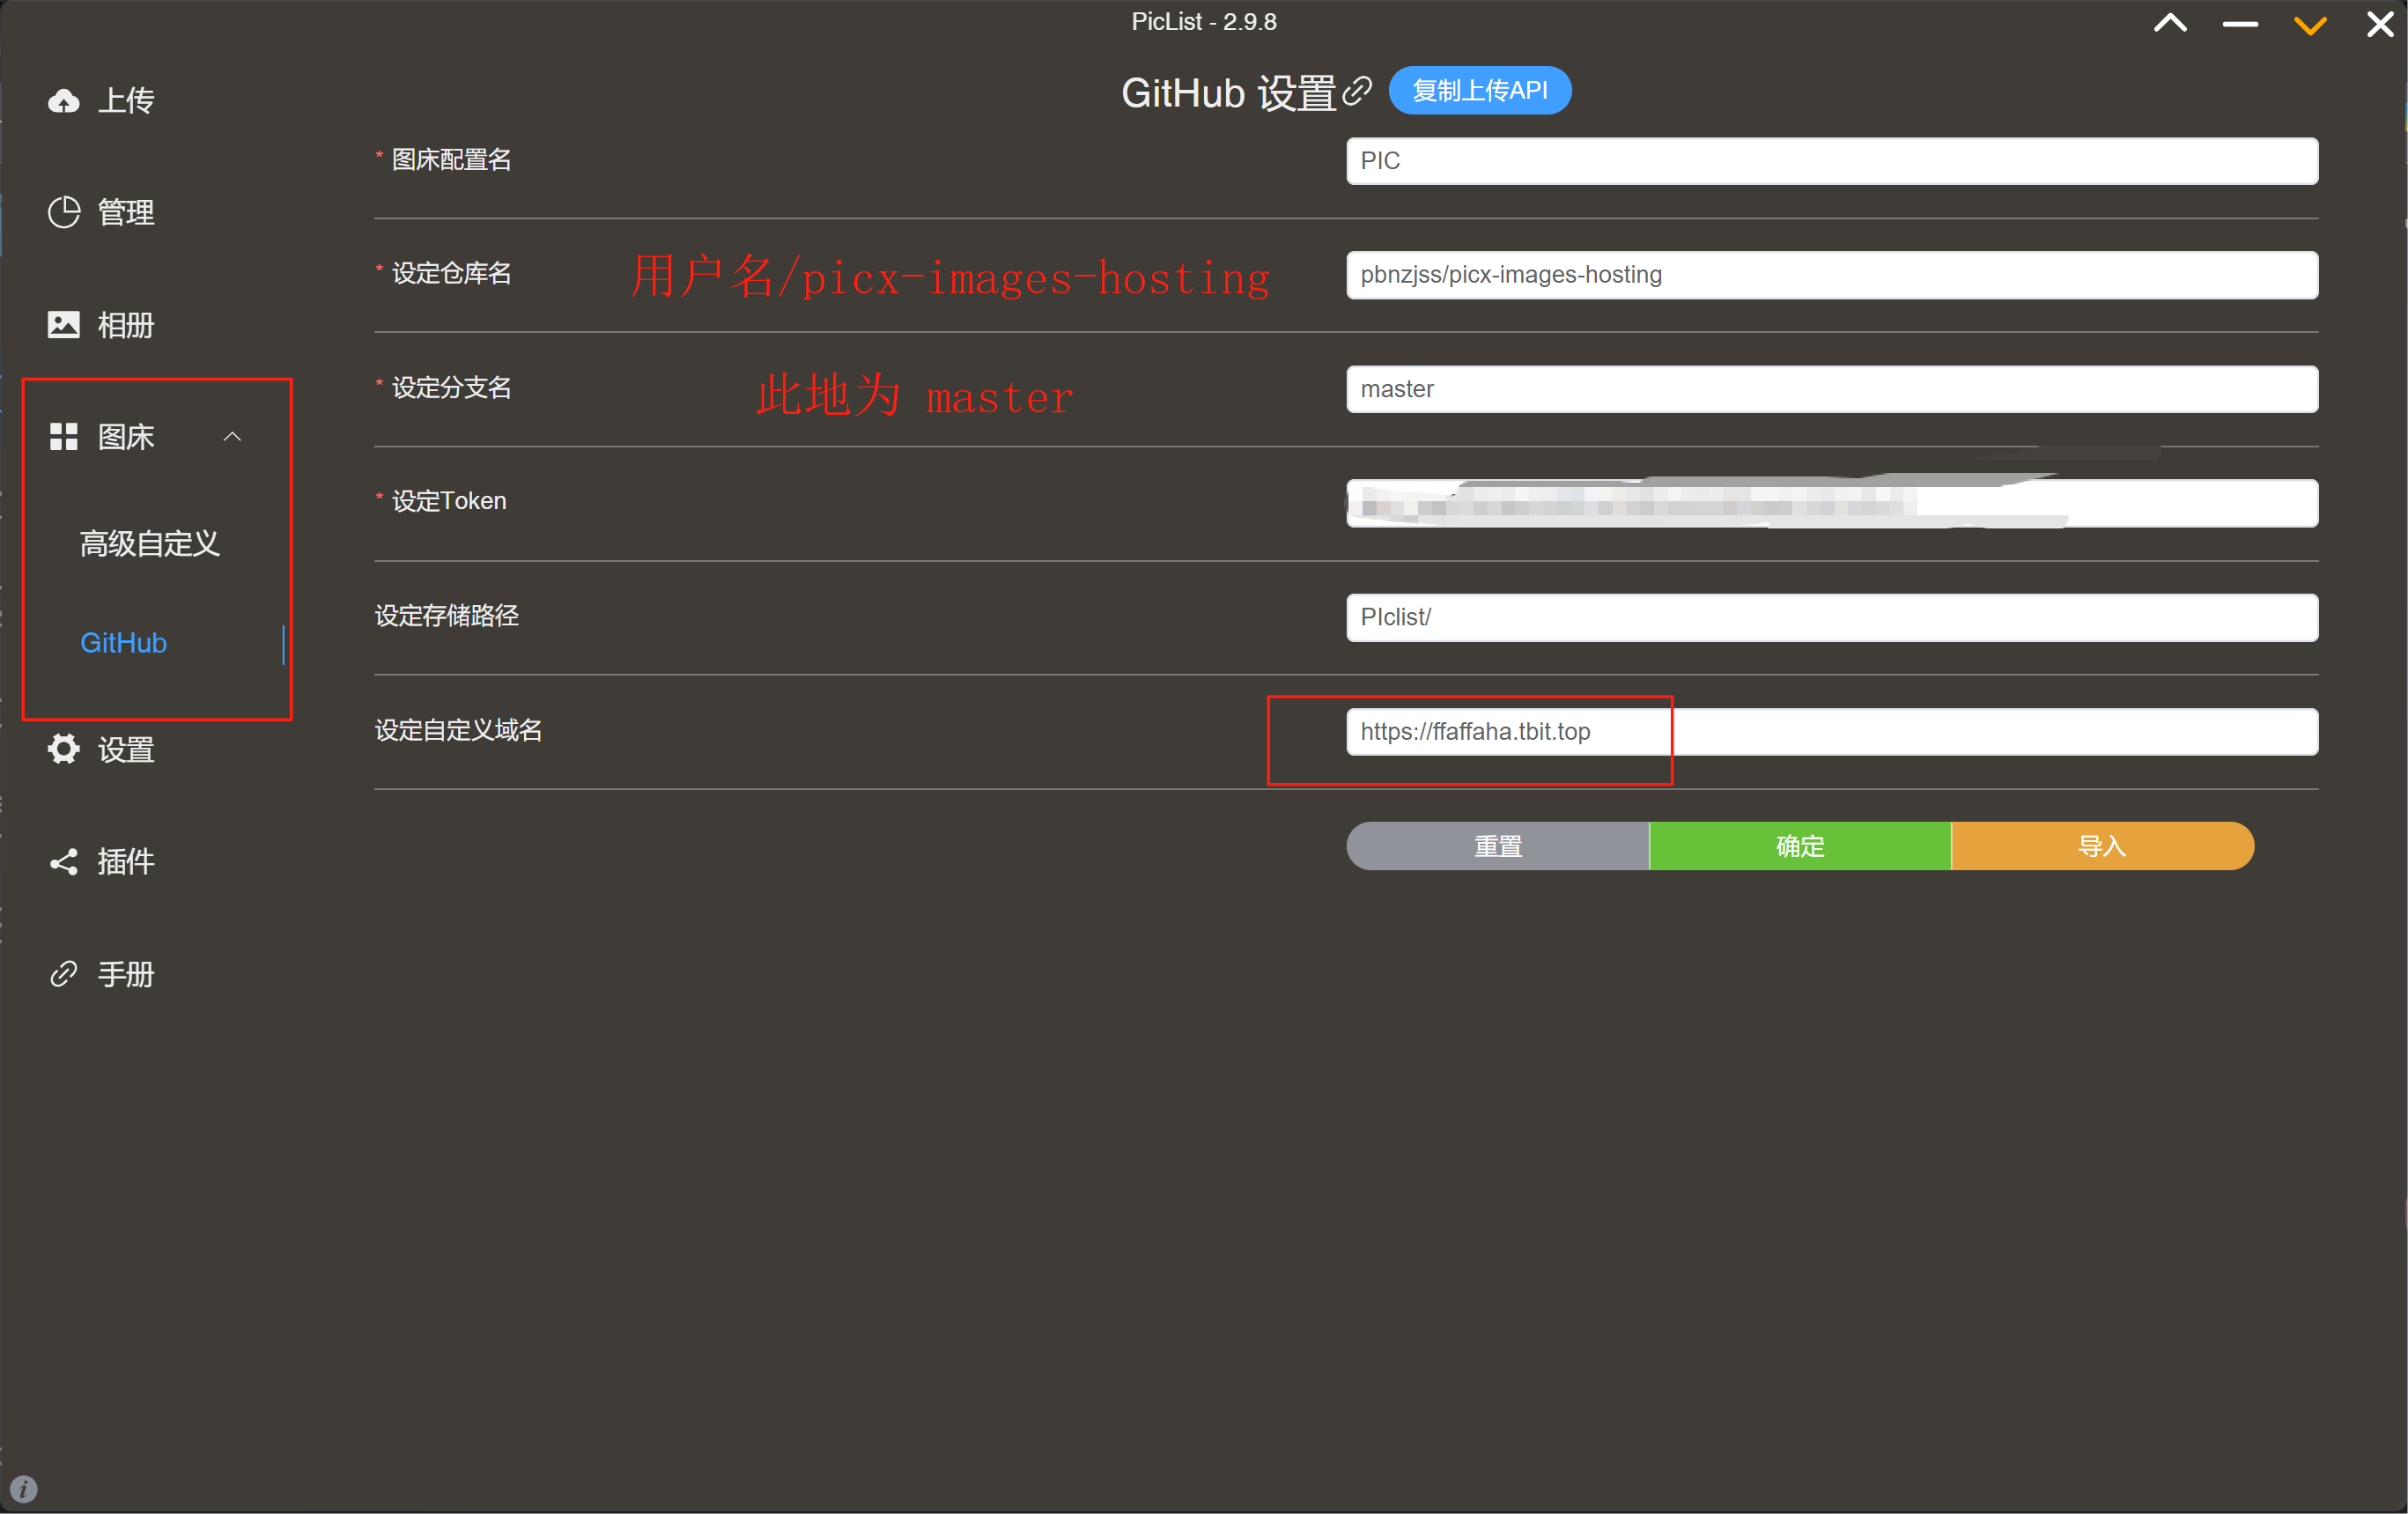 PicList - 2.9.8
上传
管理
相册
图床
高级自定义
GitHub
设置
插件
手册
GitHub 设置
复制上传API
* 图床配置名
PIC
* 设定仓库名
用户名/picx-images-hosting
pbnzjss/picx-images-hosting
* 设定分支名
此地为 master
master
* 设定Token
设定存储路径
PIclist/
设定自定义域名
https://ffaffaha.tbit.top
重置
确定
导入